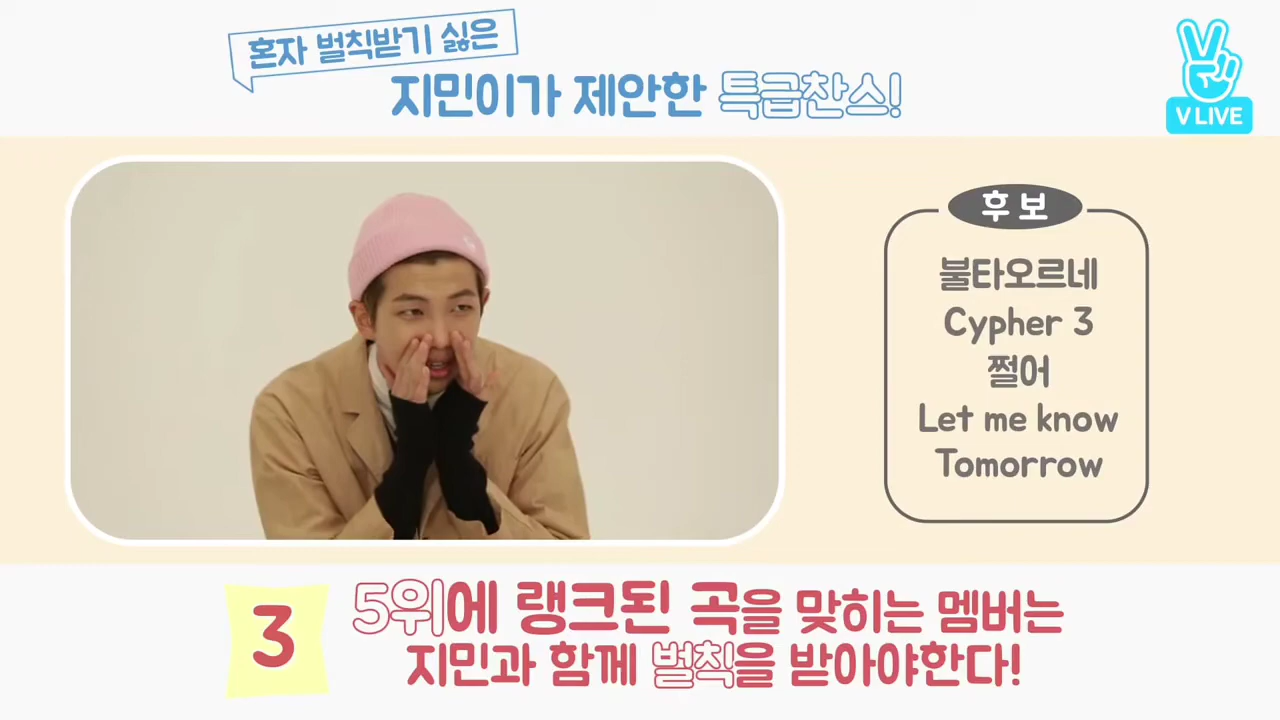 혼자 벌칙받기 싫은
지민이가 제안한 특급찬스!
V LIVE
후보
불타오르네
Cypher 3
쩔어
Let me know
Tomorrow
3
5위에 랭크된 곡을 맞히는 멤버는
지민과 함께 벌칙을 받아야한다!